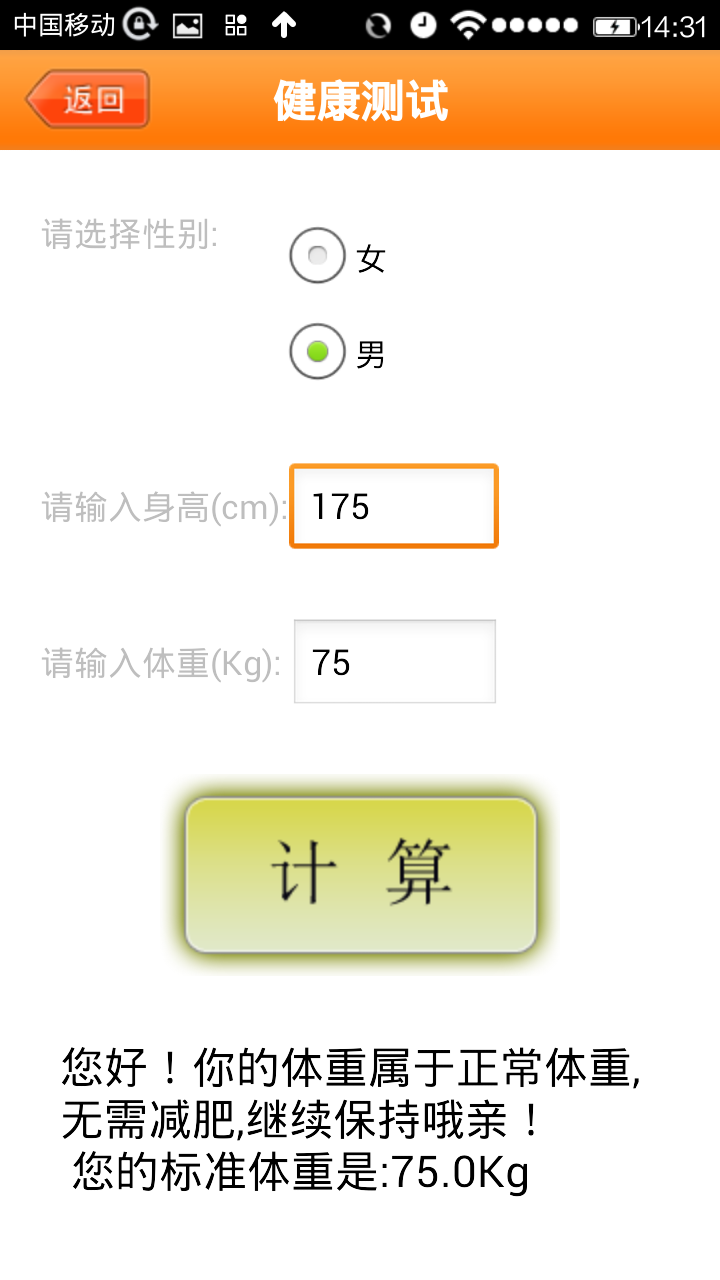 中国移动 14:31
返回 健康测试
请选择性别: 女
男
请输入身高(cm): 175
请输入体重(Kg): 75
计 算
您好！你的体重属于正常体重,
无需减肥,继续保持哦亲！
您的标准体重是:75.0Kg